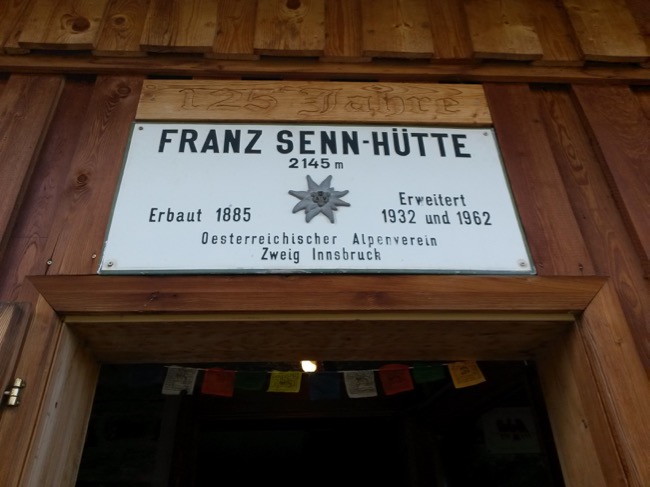 125 Jahre
FRANZ SENN-HÜTTE
2145 m
Erbaut 1885
Erweitert
1932 und 1962
Oesterreichischer Alpenverein
Zweig Innsbruck